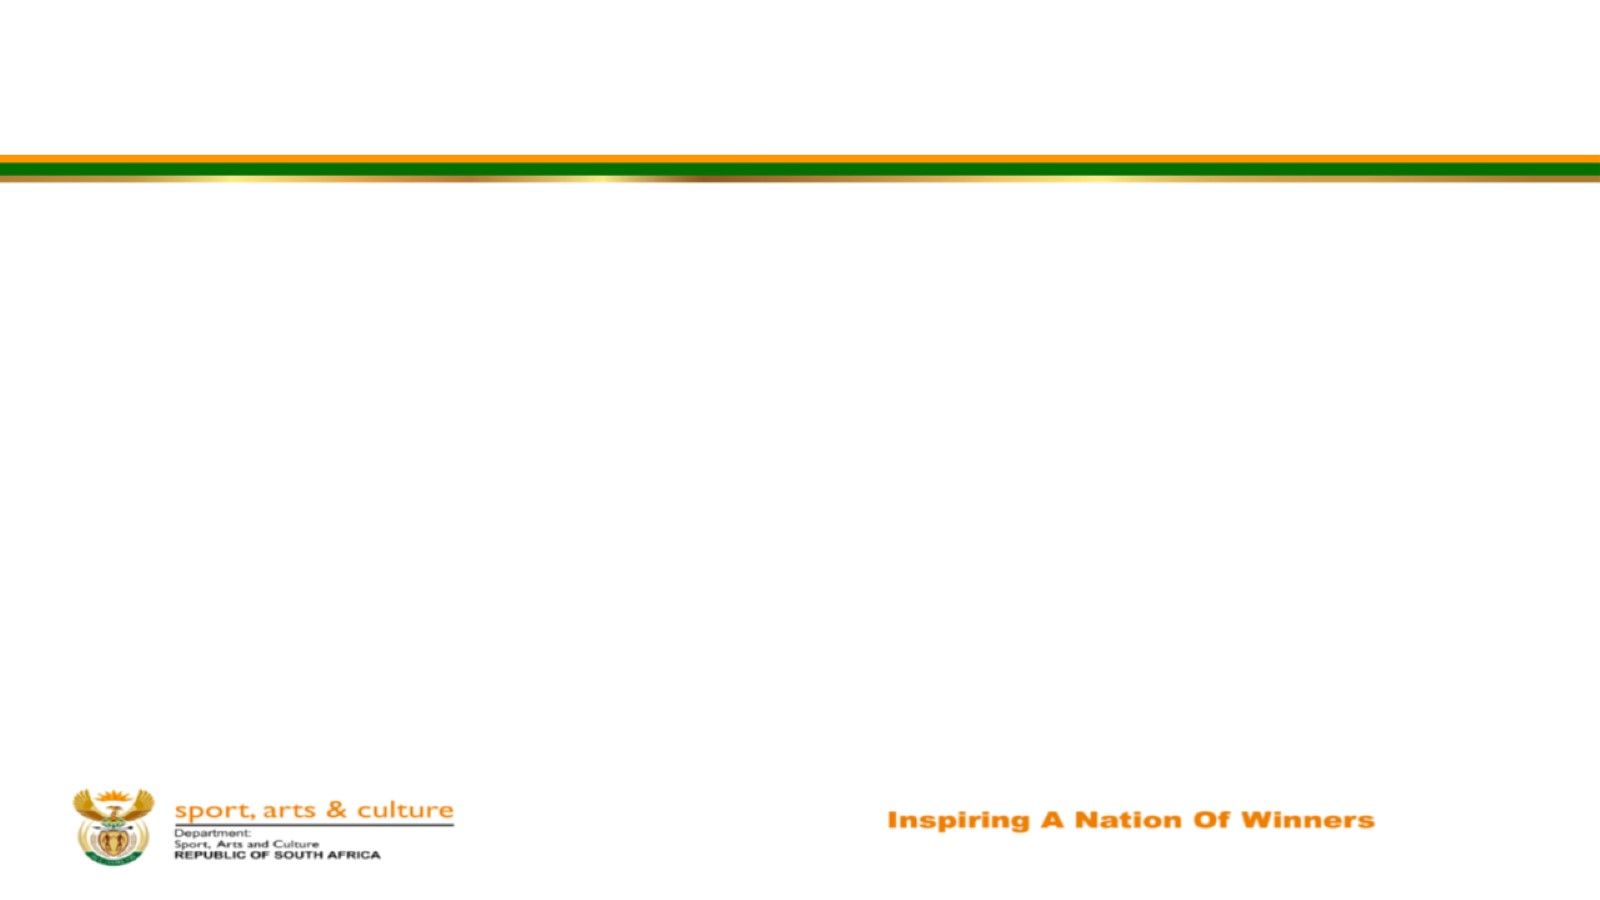 sport, arts & culture
Department:
Sport, Arts and Culture
REPUBLIC OF SOUTH AFRICA
Inspiring A Nation Of Winners